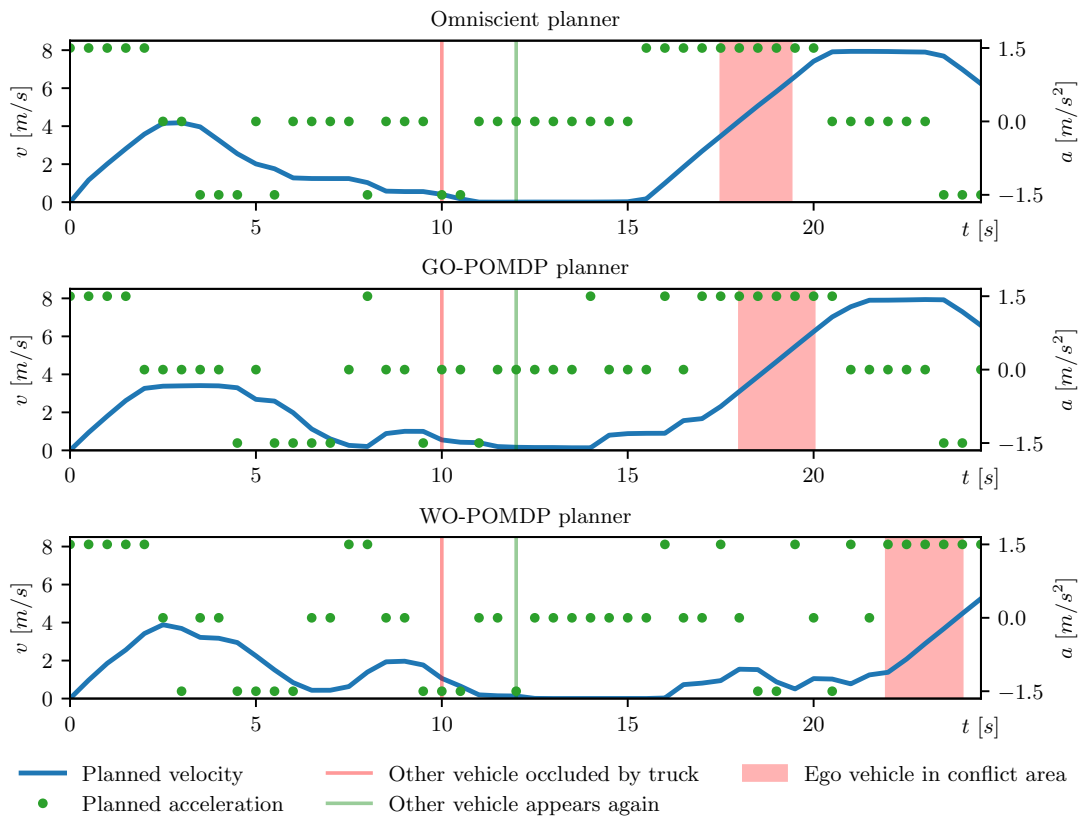 Omniscient planner
8 6 4 2 0
v [m/s]
1.5 0.0 −1.5
a [m/s²]
0 5 10 15 20 t [s]
GO-POMDP planner
8 6 4 2 0
v [m/s]
1.5 0.0 −1.5
a [m/s²]
0 5 10 15 20 t [s]
WO-POMDP planner
8 6 4 2 0
v [m/s]
1.5 0.0 −1.5
a [m/s²]
0 5 10 15 20 t [s]
Planned velocity
Planned acceleration
Other vehicle occluded by truck
Other vehicle appears again
Ego vehicle in conflict area